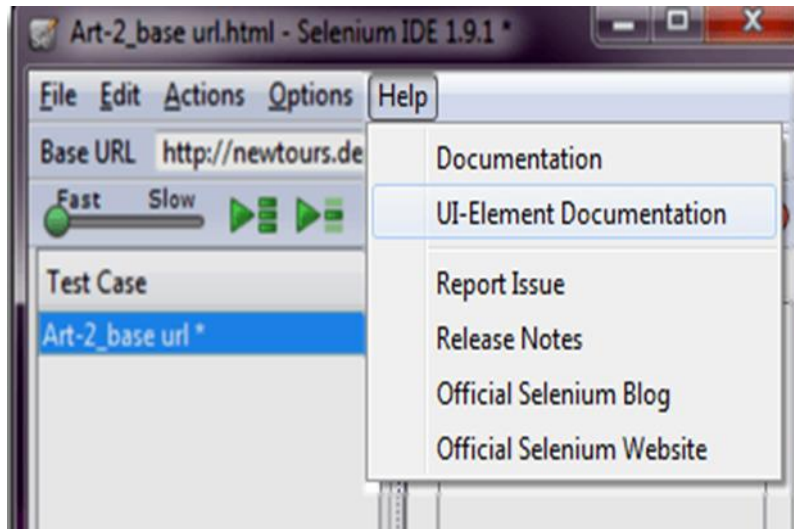 Art-2_base url.html - Selenium IDE 1.9.1 *
File Edit Actions Options Help
Base URL http://newtours.de
Fast Slow
Test Case
Art-2_base url *
Documentation
UI-Element Documentation
Report Issue
Release Notes
Official Selenium Blog
Official Selenium Website